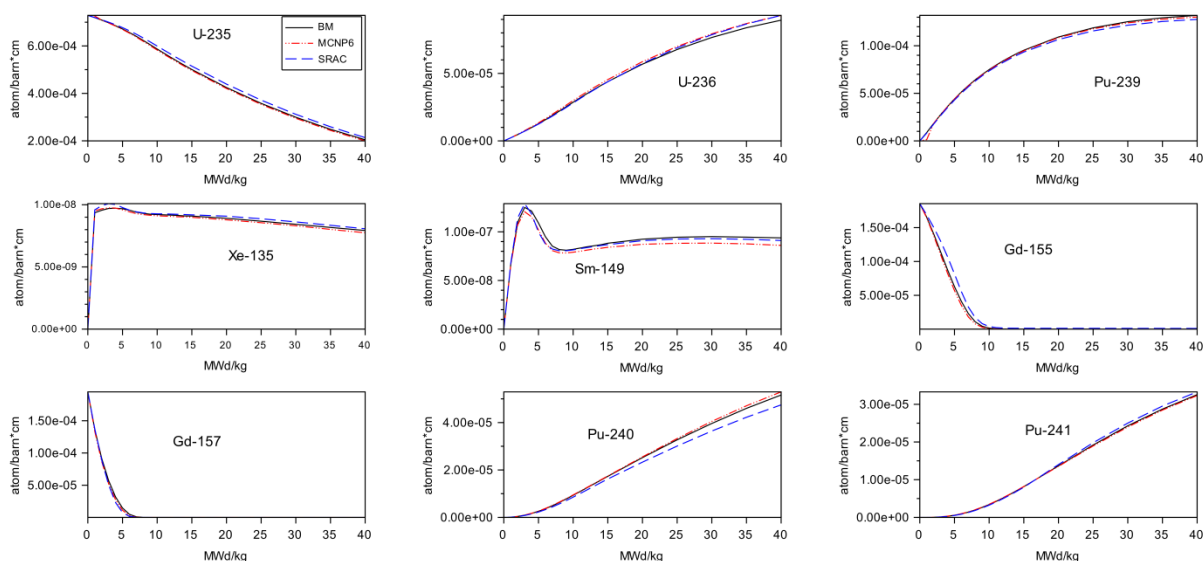 atom/barn*cm
6.00e-04
4.00e-04
2.00e-04
U-235
BM
MCNP6
SRAC
0 5 10 15 20 25 30 35 40
MWd/kg
atom/barn*cm
5.00e-05
0.00e+00
U-236
0 5 10 15 20 25 30 35 40
MWd/kg
atom/barn*cm
1.00e-04
5.00e-05
0.00e+00
Pu-239
0 5 10 15 20 25 30 35 40
MWd/kg
atom/barn*cm
1.00e-08
5.00e-09
0.00e+00
Xe-135
0 5 10 15 20 25 30 35 40
MWd/kg
atom/barn*cm
1.00e-07
5.00e-08
0.00e+00
Sm-149
0 5 10 15 20 25 30 35 40
MWd/kg
atom/barn*cm
1.50e-04
1.00e-04
5.00e-05
Gd-155
0 5 10 15 20 25 30 35 40
MWd/kg
atom/barn*cm
1.50e-04
1.00e-04
5.00e-05
Gd-157
0 5 10 15 20 25 30 35 40
MWd/kg
atom/barn*cm
4.00e-05
2.00e-05
0.00e+00
Pu-240
0 5 10 15 20 25 30 35 40
MWd/kg
atom/barn*cm
3.00e-05
2.00e-05
1.00e-05
0.00e+00
Pu-241
0 5 10 15 20 25 30 35 40
MWd/kg